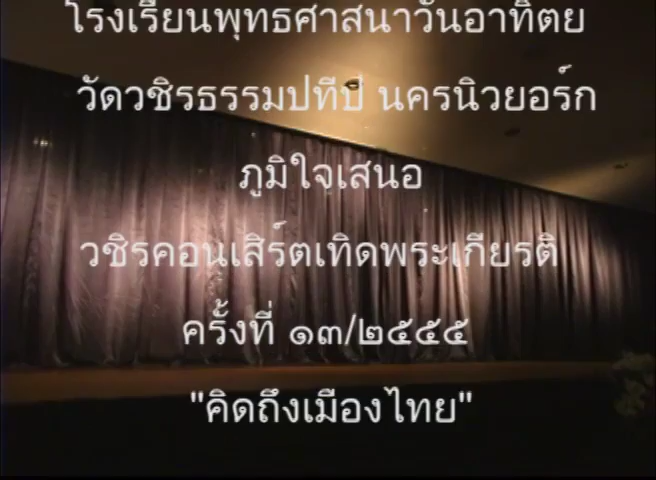 โรงเรียนพุทธศาสนาวันอาทิตย
วัดวชิรธรรมปทีป นครนิวยอร์ก
ภูมิใจเสนอ
วชิรคอนเสิร์ตเทิดพระเกียรติ
ครั้งที่ ๑๓/๒๕๕๕
"คิดถึงเมืองไทย"